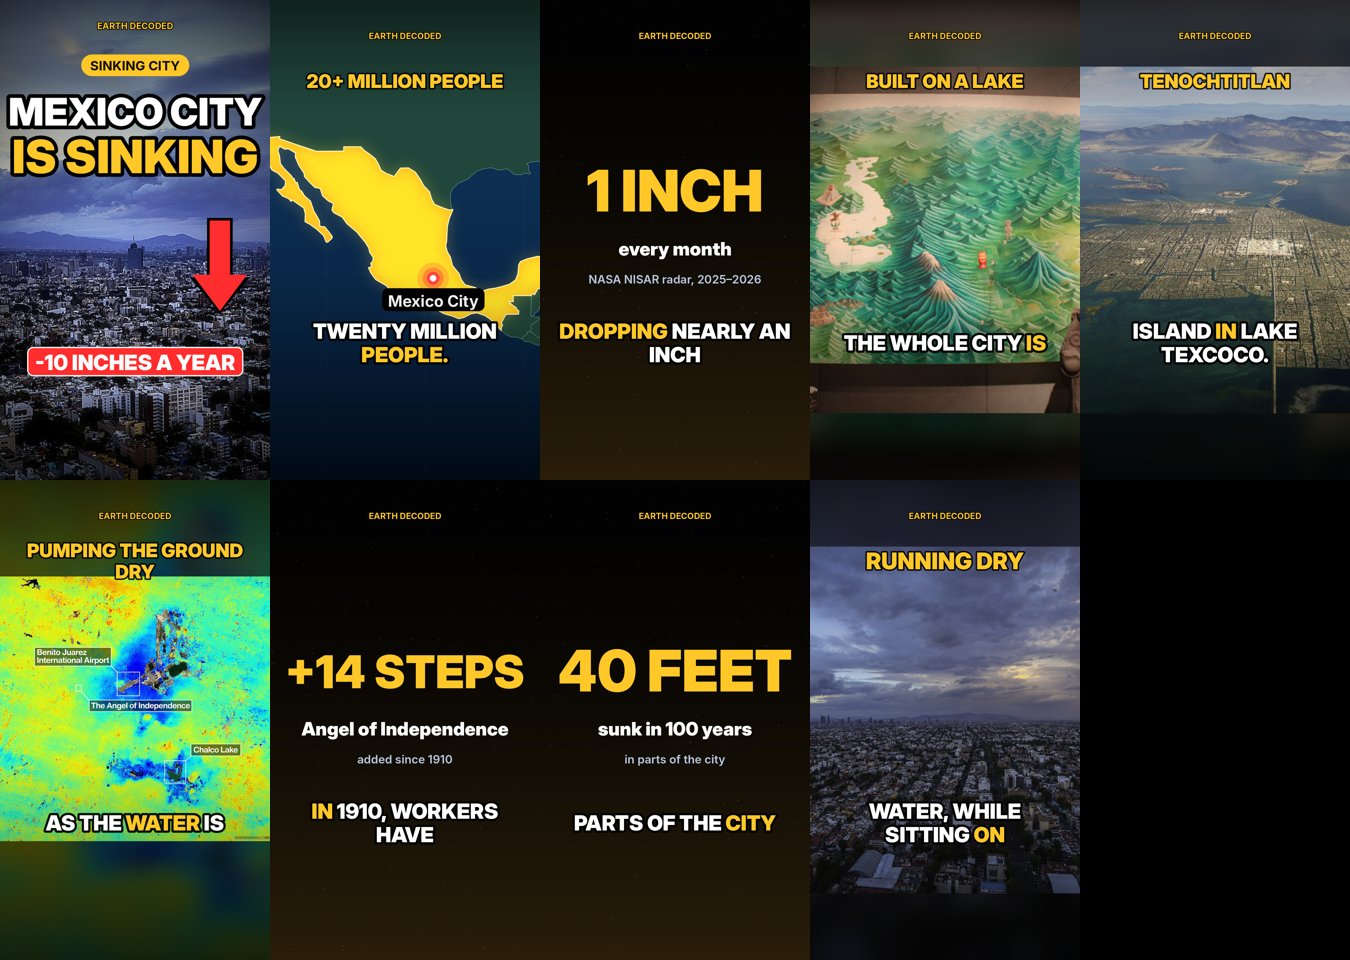 EARTH DECODED
SINKING CITY
MEXICO CITY
IS SINKING
-10 INCHES A YEAR
EARTH DECODED
20+ MILLION PEOPLE
Mexico City
TWENTY MILLION
PEOPLE.
EARTH DECODED
1 INCH
every month
NASA NISAR radar, 2025–2026
DROPPING NEARLY AN
INCH
EARTH DECODED
BUILT ON A LAKE
THE WHOLE CITY IS
EARTH DECODED
TENOCHTITLAN
ISLAND IN LAKE
TEXCOCO.
EARTH DECODED
PUMPING THE GROUND
DRY
Benito Juarez
International Airport
The Angel of Independence
Chalco Lake
AS THE WATER IS
EARTH DECODED
+14 STEPS
Angel of Independence
added since 1910
IN 1910, WORKERS
HAVE
EARTH DECODED
40 FEET
sunk in 100 years
in parts of the city
PARTS OF THE CITY
EARTH DECODED
RUNNING DRY
WATER, WHILE
SITTING ON